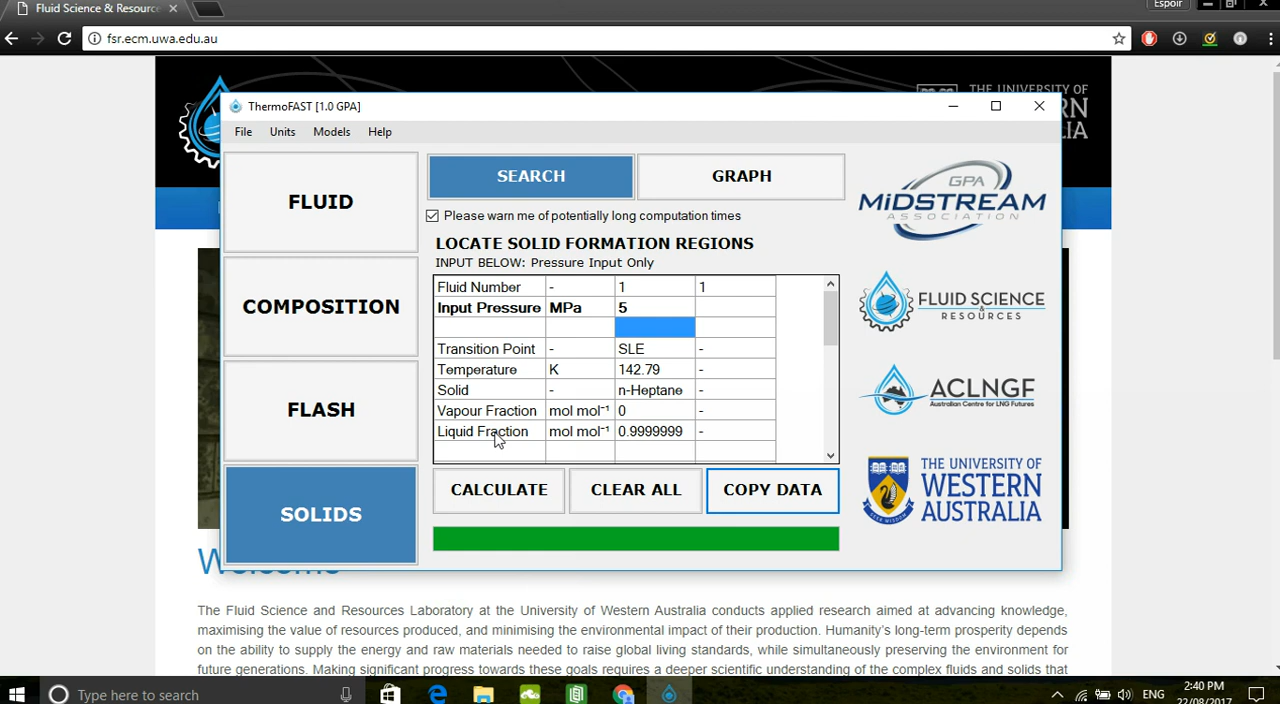 Fluid Science & Resource
Espoir
fsr.ecm.uwa.edu.au
THE UNIVERSITY OF
ThermoFAST [1.0 GPA]
File Units Models Help
FLUID
COMPOSITION
FLASH
SOLIDS
SEARCH GRAPH
Please warn me of potentially long computation times
LOCATE SOLID FORMATION REGIONS
INPUT BELOW: Pressure Input Only
Fluid Number - 1 1
Input Pressure MPa 5
Transition Point - SLE -
Temperature K 142.79 -
Solid - n-Heptane -
Vapour Fraction mol mol⁻¹ 0 -
Liquid Fraction mol mol⁻¹ 0.9999999 -
CALCULATE CLEAR ALL COPY DATA
GPA
MiDSTREAM
ASSOCIATION
FLUID SCIENCE
& RESOURCES
ACLNGF
Australian Centre for LNG Futures
THE UNIVERSITY OF
WESTERN
AUSTRALIA
Welcome
The Fluid Science and Resources Laboratory at the University of Western Australia conducts applied research aimed at advancing knowledge,
maximising the value of resources produced, and minimising the environmental impact of their production. Humanity's long-term prosperity depends
on the ability to supply the energy and raw materials needed to raise global living standards, while simultaneously preserving the environment for
future generations. Making significant progress towards these goals requires a deeper scientific understanding of the complex fluids and solids that
Type here to search
ENG
2:40 PM
22/08/2017